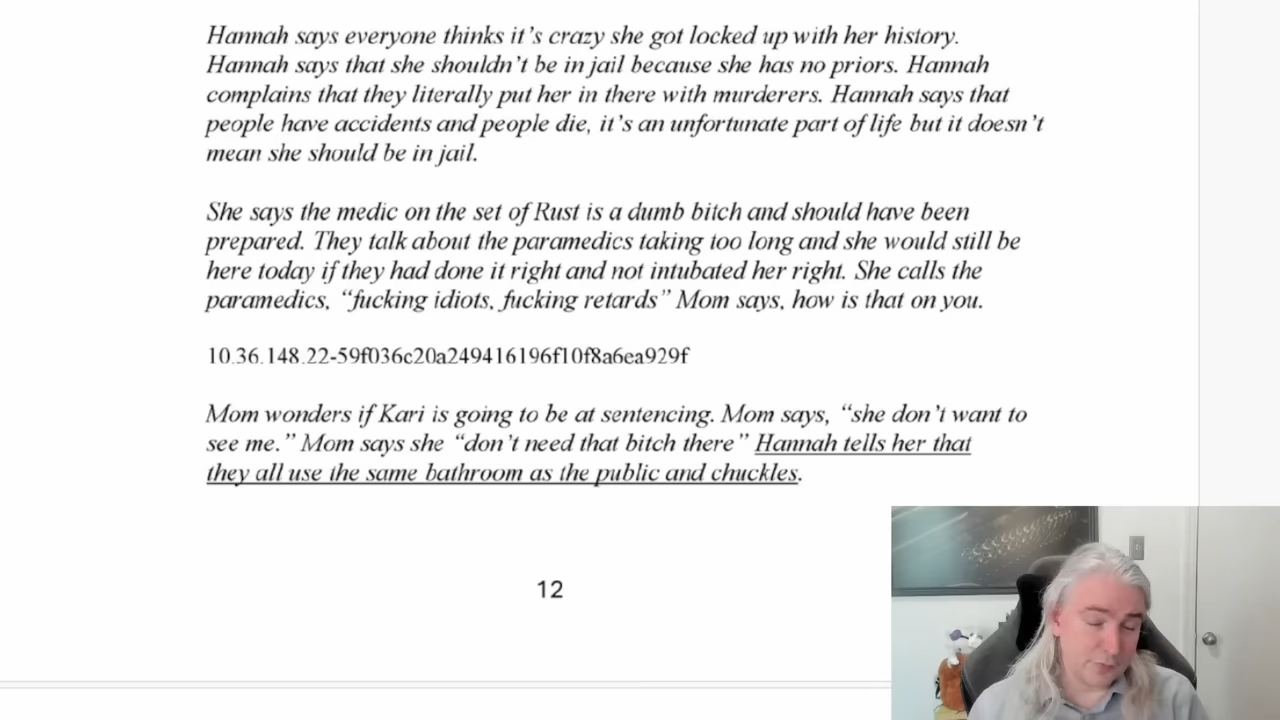 Hannah says everyone thinks it's crazy she got locked up with her history.
Hannah says that she shouldn't be in jail because she has no priors. Hannah
complains that they literally put her in there with murderers. Hannah says that
people have accidents and people die, it's an unfortunate part of life but it doesn't
mean she should be in jail.
She says the medic on the set of Rust is a dumb bitch and should have been
prepared. They talk about the paramedics taking too long and she would still be
here today if they had done it right and not intubated her right. She calls the
paramedics, “fucking idiots, fucking retards” Mom says, how is that on you.
10.36.148.22-59f036c20a249416196f10f8a6ea929f
Mom wonders if Kari is going to be at sentencing. Mom says, “she don't want to
see me.” Mom says she “don't need that bitch there” Hannah tells her that
they all use the same bathroom as the public and chuckles.
12